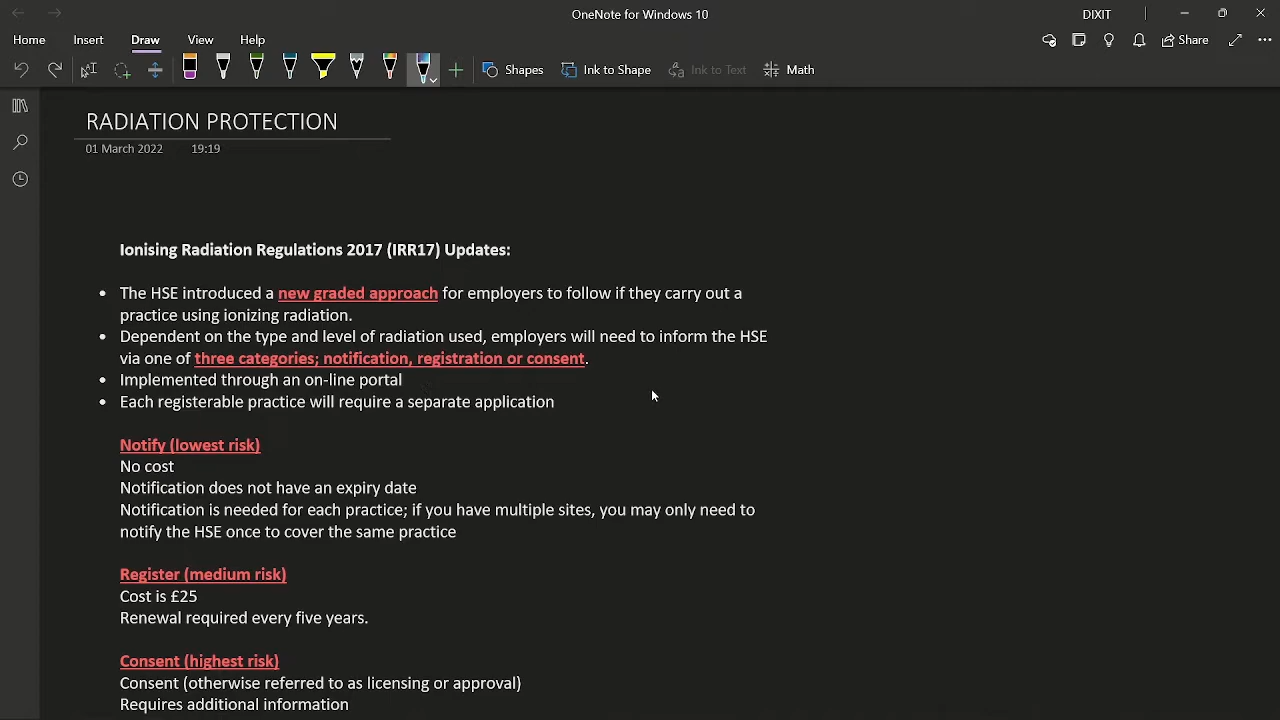 OneNote for Windows 10
DIXIT
Home Insert Draw View Help
Share
Shapes Ink to Shape Ink to Text Math
RADIATION PROTECTION
01 March 2022 19:19
Ionising Radiation Regulations 2017 (IRR17) Updates:
• The HSE introduced a new graded approach for employers to follow if they carry out a
practice using ionizing radiation.
• Dependent on the type and level of radiation used, employers will need to inform the HSE
via one of three categories; notification, registration or consent.
• Implemented through an on-line portal
• Each registerable practice will require a separate application
Notify (lowest risk)
No cost
Notification does not have an expiry date
Notification is needed for each practice; if you have multiple sites, you may only need to
notify the HSE once to cover the same practice
Register (medium risk)
Cost is £25
Renewal required every five years.
Consent (highest risk)
Consent (otherwise referred to as licensing or approval)
Requires additional information